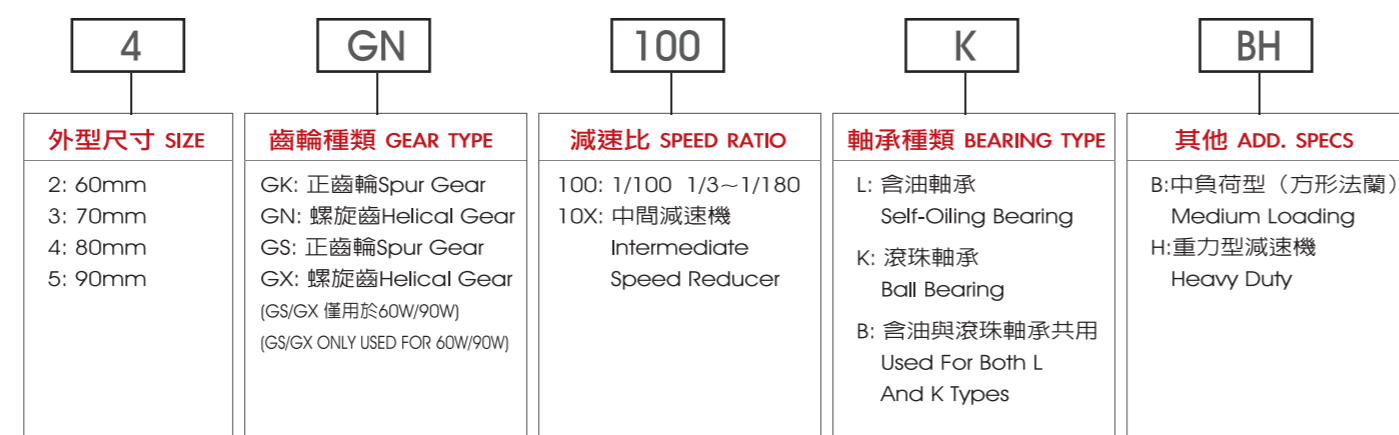 4
GN
100
K
BH
外型尺寸 SIZE
2: 60mm
3: 70mm
4: 80mm
5: 90mm
齒輪種類 GEAR TYPE
GK: 正齒輪Spur Gear
GN: 螺旋齒Helical Gear
GS: 正齒輪Spur Gear
GX: 螺旋齒Helical Gear
(GS/GX 僅用於60W/90W)
(GS/GX ONLY USED FOR 60W/90W)
減速比 SPEED RATIO
100: 1/100 1/3~1/180
10X: 中間減速機
Intermediate
Speed Reducer
軸承種類 BEARING TYPE
L: 含油軸承
Self-Oiling Bearing
K: 滾珠軸承
Ball Bearing
B: 含油與滾珠軸承共用
Used For Both L
And K Types
其他 ADD. SPECS
B:中負荷型（方形法蘭）
Medium Loading
H:重力型減速機
Heavy Duty